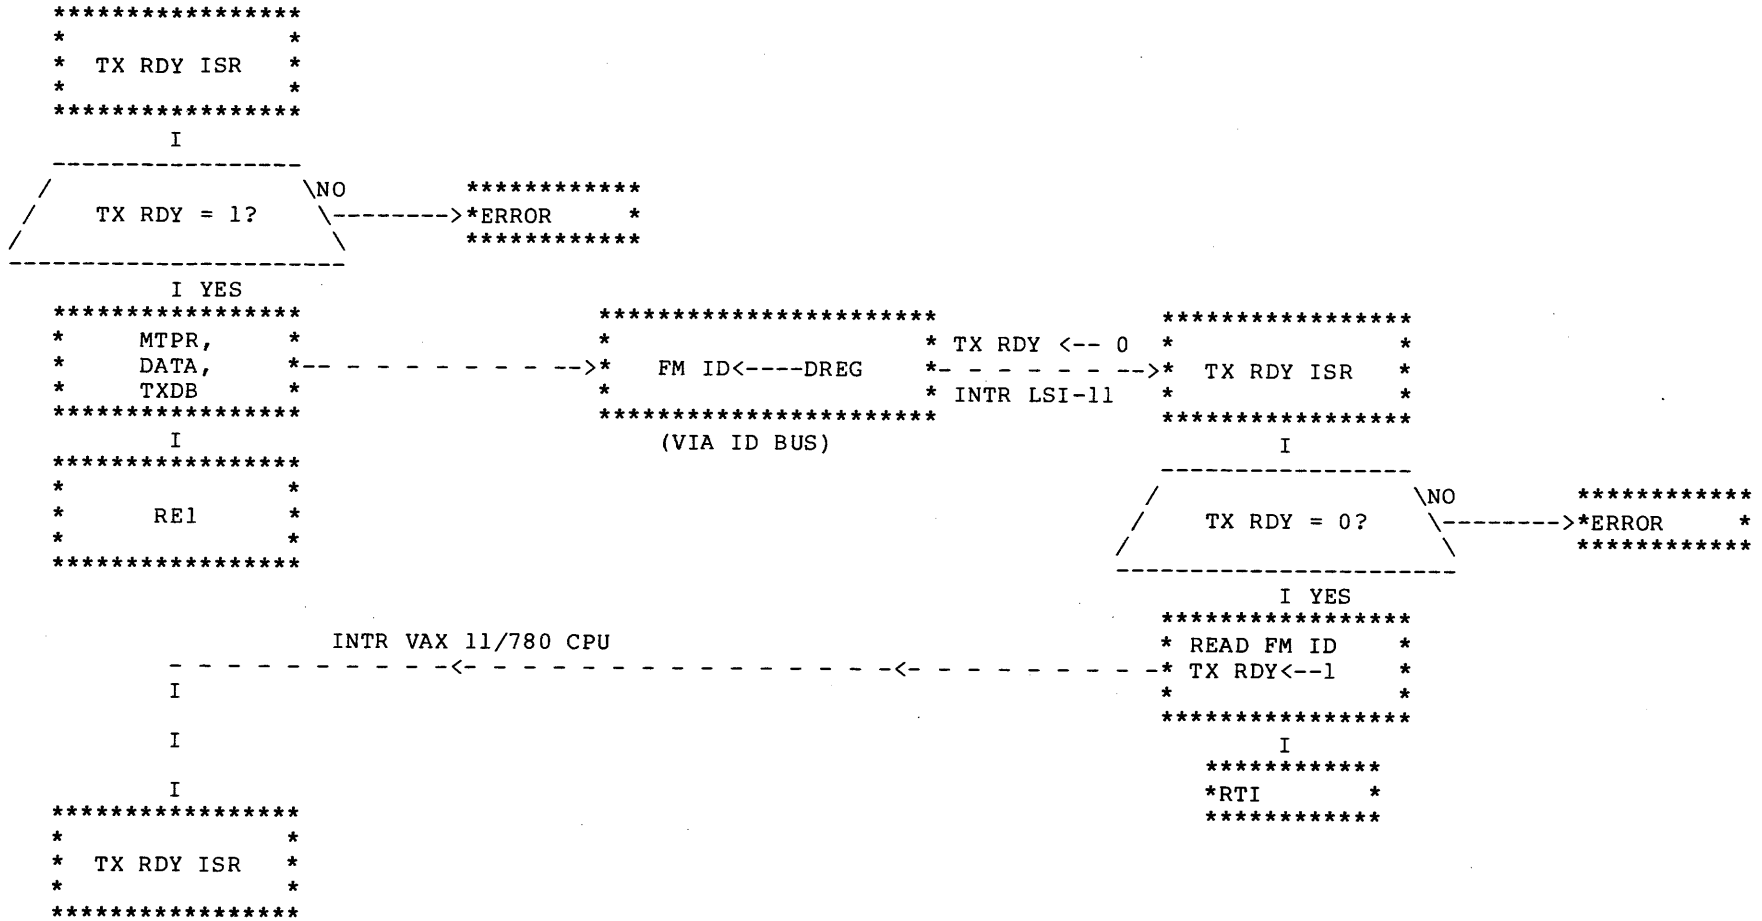 TX RDY ISR
TX RDY = 1?
NO
ERROR
I YES
MTPR,
DATA,
TXDB
FM ID<----DREG
(VIA ID BUS)
TX RDY <-- 0
INTR LSI-11
TX RDY ISR
RE1
TX RDY = 0?
NO
ERROR
I YES
READ FM ID
TX RDY<--1
INTR VAX 11/780 CPU
RTI
TX RDY ISR